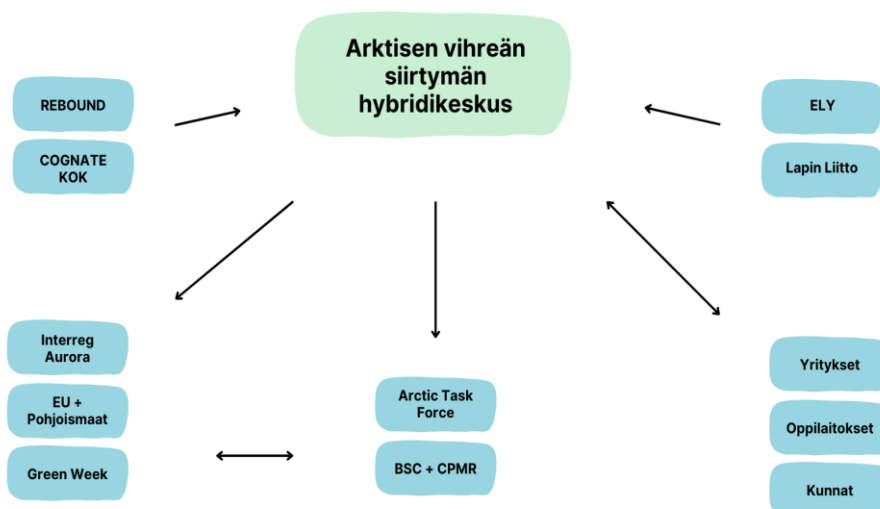 Arktisen vihreän
siirtymän
hybridikeskus
REBOUND
COGNATE
KOK
ELY
Lapin Liitto
Interreg
Aurora
EU +
Pohjoismaat
Green Week
Arctic Task
Force
BSC + CPMR
Yritykset
Oppilaitokset
Kunnat